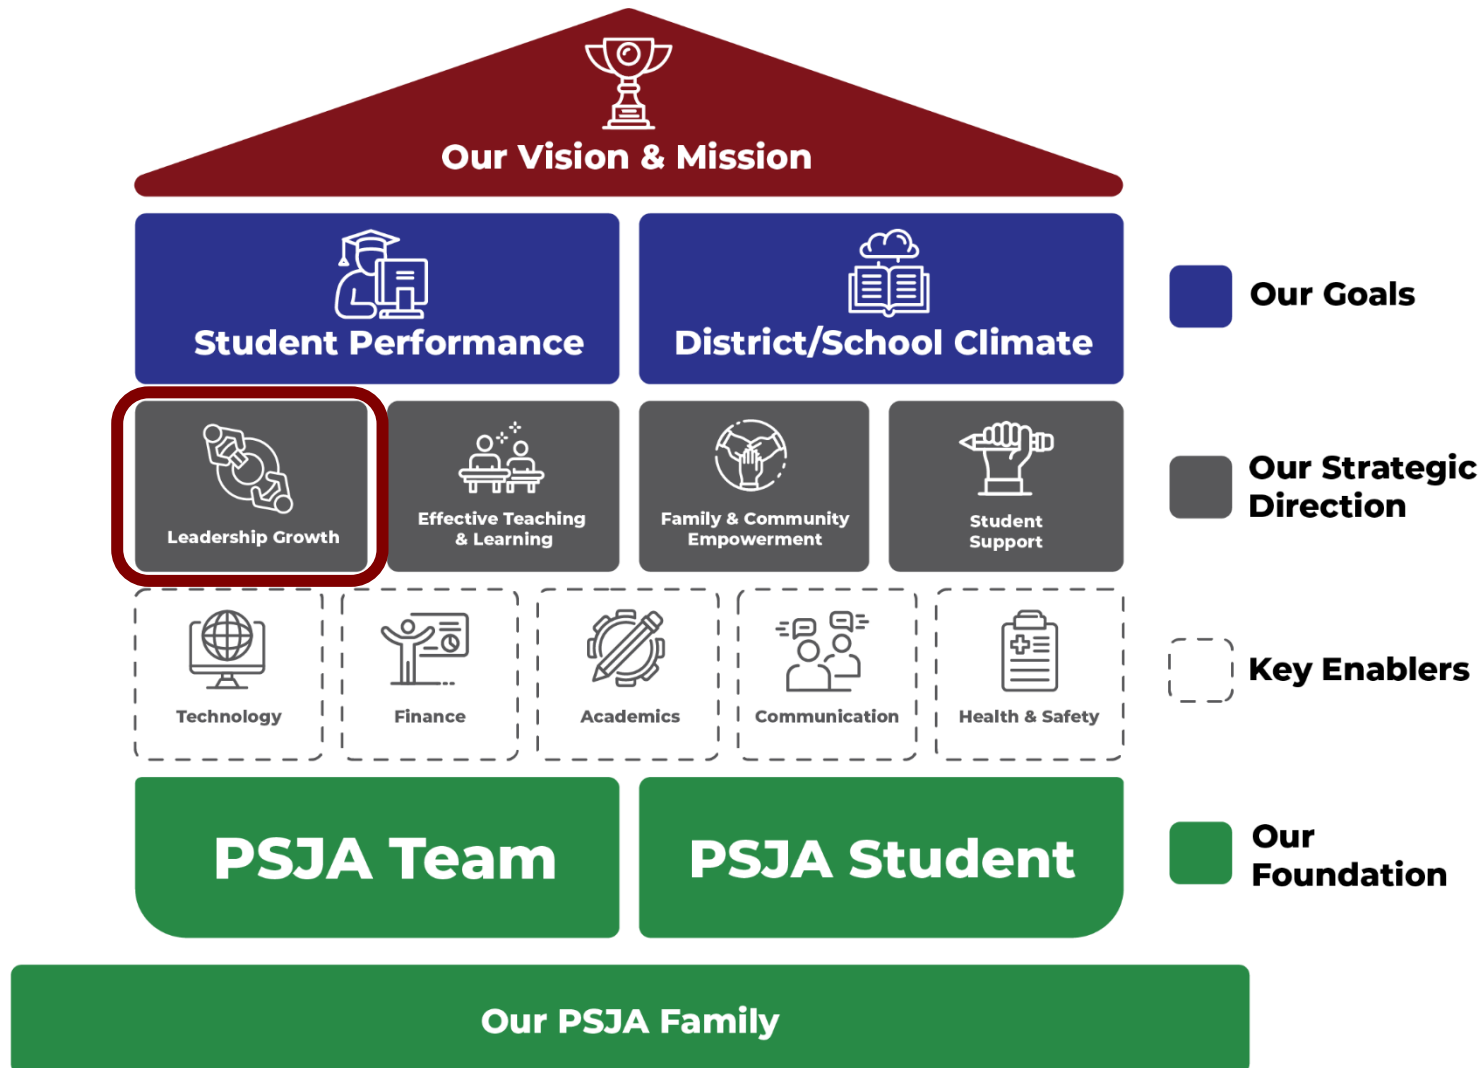 Our Vision & Mission
Student Performance
District/School Climate
Our Goals
Leadership Growth
Effective Teaching
& Learning
Family & Community
Empowerment
Student
Support
Our Strategic
Direction
Technology
Finance
Academics
Communication
Health & Safety
Key Enablers
PSJA Team
PSJA Student
Our
Foundation
Our PSJA Family